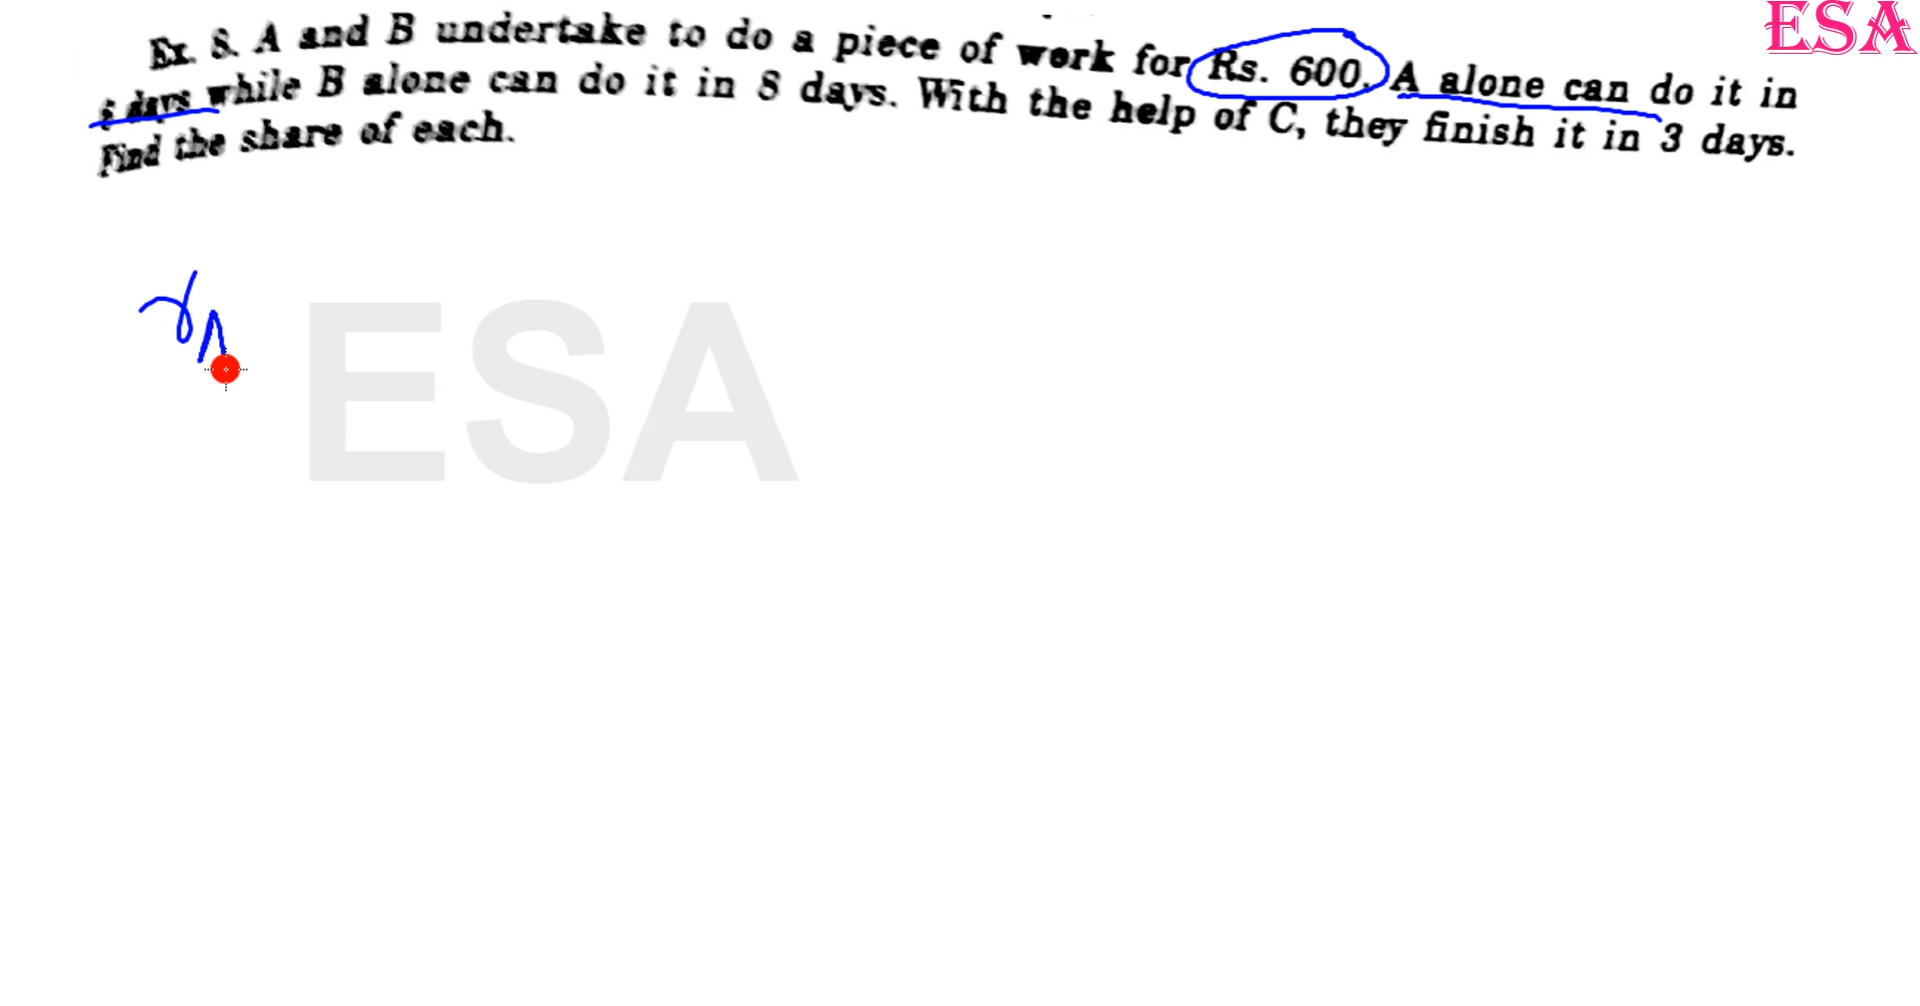 ESA
Ex. 8. A and B undertake to do a piece of work for Rs. 600. A alone can do it in
days while B alone can do it in 8 days. With the help of C, they finish it in 3 days.
Find the share of each.
ESA